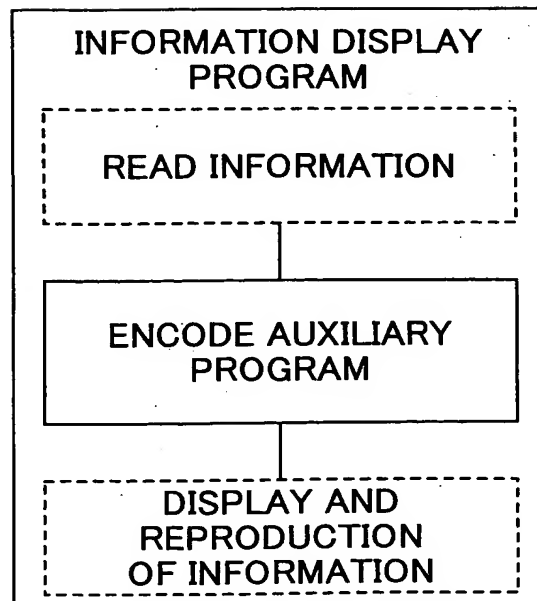 INFORMATION DISPLAY
PROGRAM
READ INFORMATION
ENCODE AUXILIARY
PROGRAM
DISPLAY AND
REPRODUCTION
OF INFORMATION